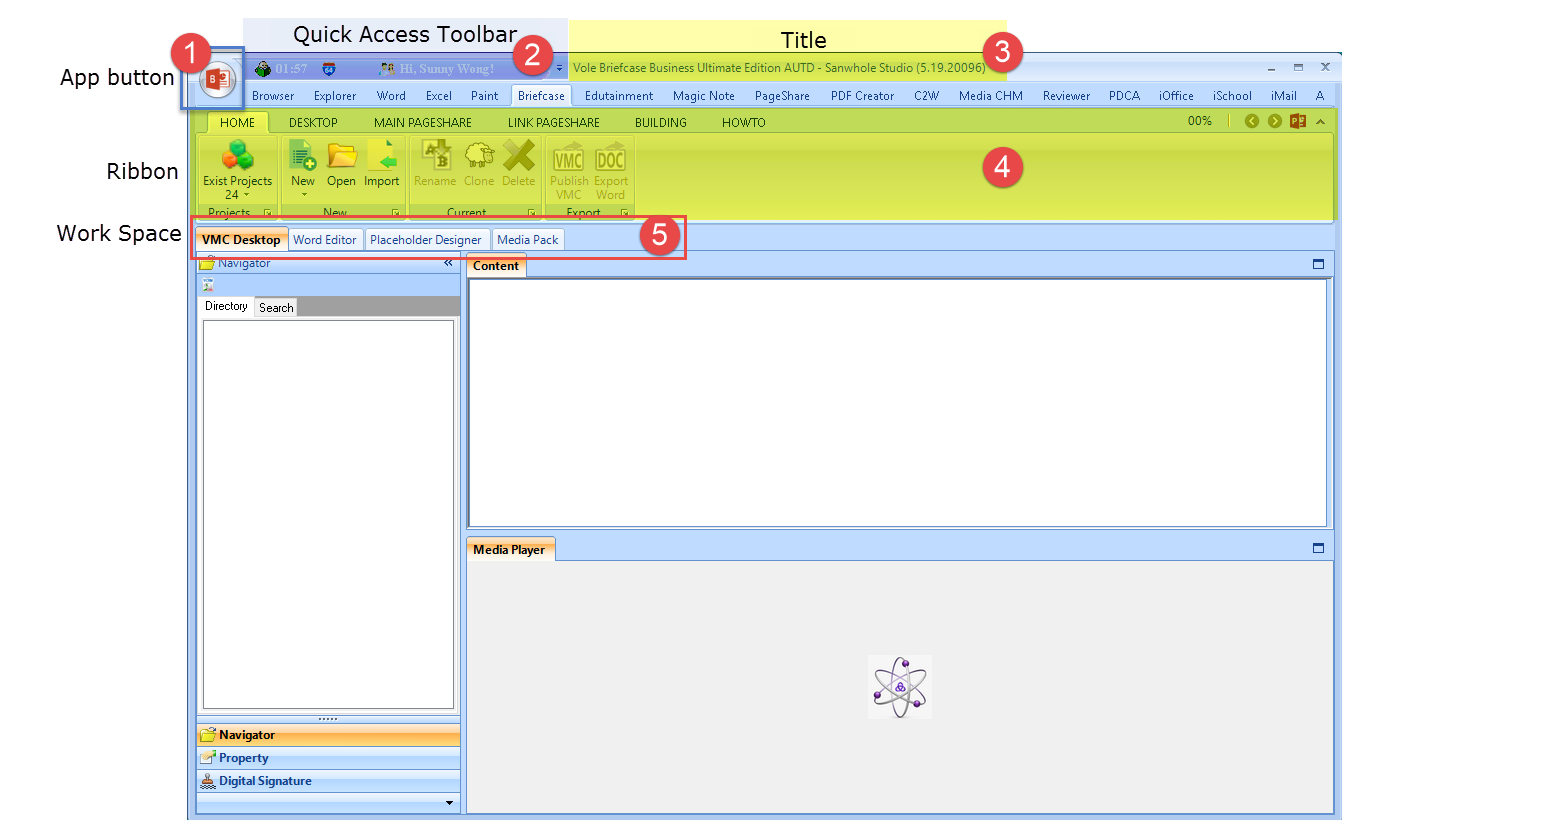 Quick Access Toolbar
Title
1
2
3
App button
01:57
64
Hi, Sunny Wong!
Vole Briefcase Business Ultimate Edition AUTD - Sanwhole Studio (5.19.20096)
Browser Explorer Word Excel Paint Briefcase Edutainment Magic Note PageShare PDF Creator C2W Media CHM Reviewer PDCA iOffice iSchool iMail A
HOME DESKTOP MAIN PAGESHARE LINK PAGESHARE BUILDING HOWTO 00%
Ribbon
4
Exist Projects
24
New Open Import Rename Clone Delete
VMC DOC
Publish VMC
Export Word
Projects New Current Export
Work Space
5
VMC Desktop Word Editor Placeholder Designer Media Pack
Navigator
Content
Directory Search
Media Player
Navigator
Property
Digital Signature